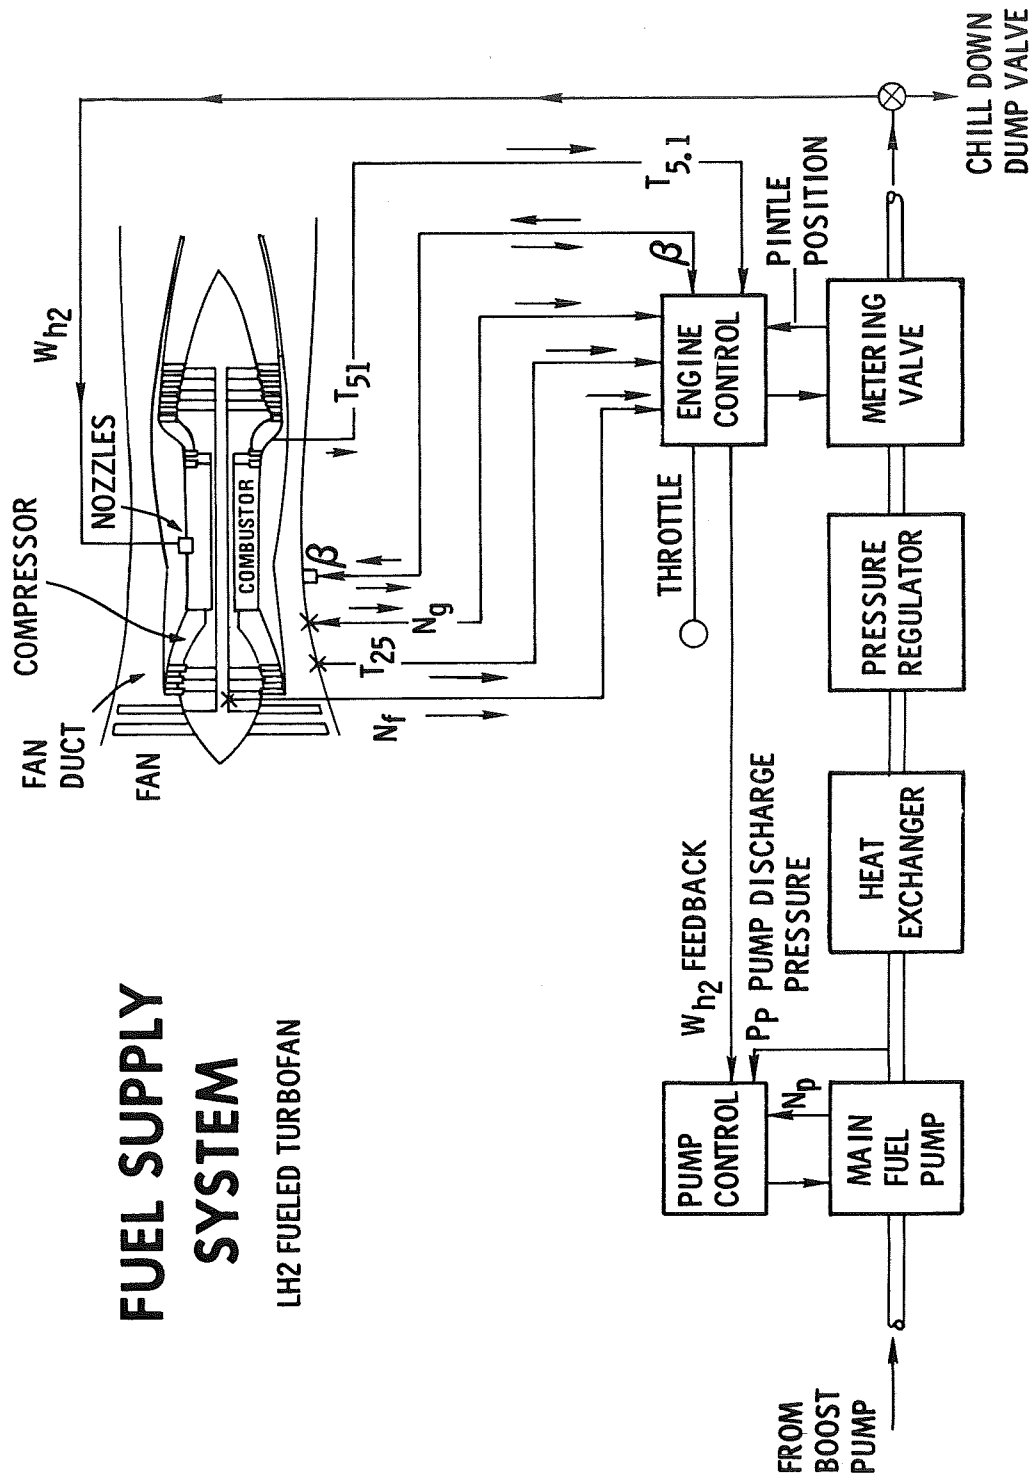 FUEL SUPPLY
SYSTEM
LH2 FUELED TURBOFAN
FAN
DUCT
FAN
COMPRESSOR
NOZZLES
Wh2
COMBUSTOR
Nf
T25
Ng
β
T51
THROTTLE
β
T5.1
ENGINE
CONTROL
PINTLE
POSITION
Wh2 FEEDBACK
PP PUMP DISCHARGE
PRESSURE
PUMP
CONTROL
Np
FROM
BOOST
PUMP
MAIN
FUEL
PUMP
HEAT
EXCHANGER
PRESSURE
REGULATOR
METERING
VALVE
CHILL DOWN
DUMP VALVE